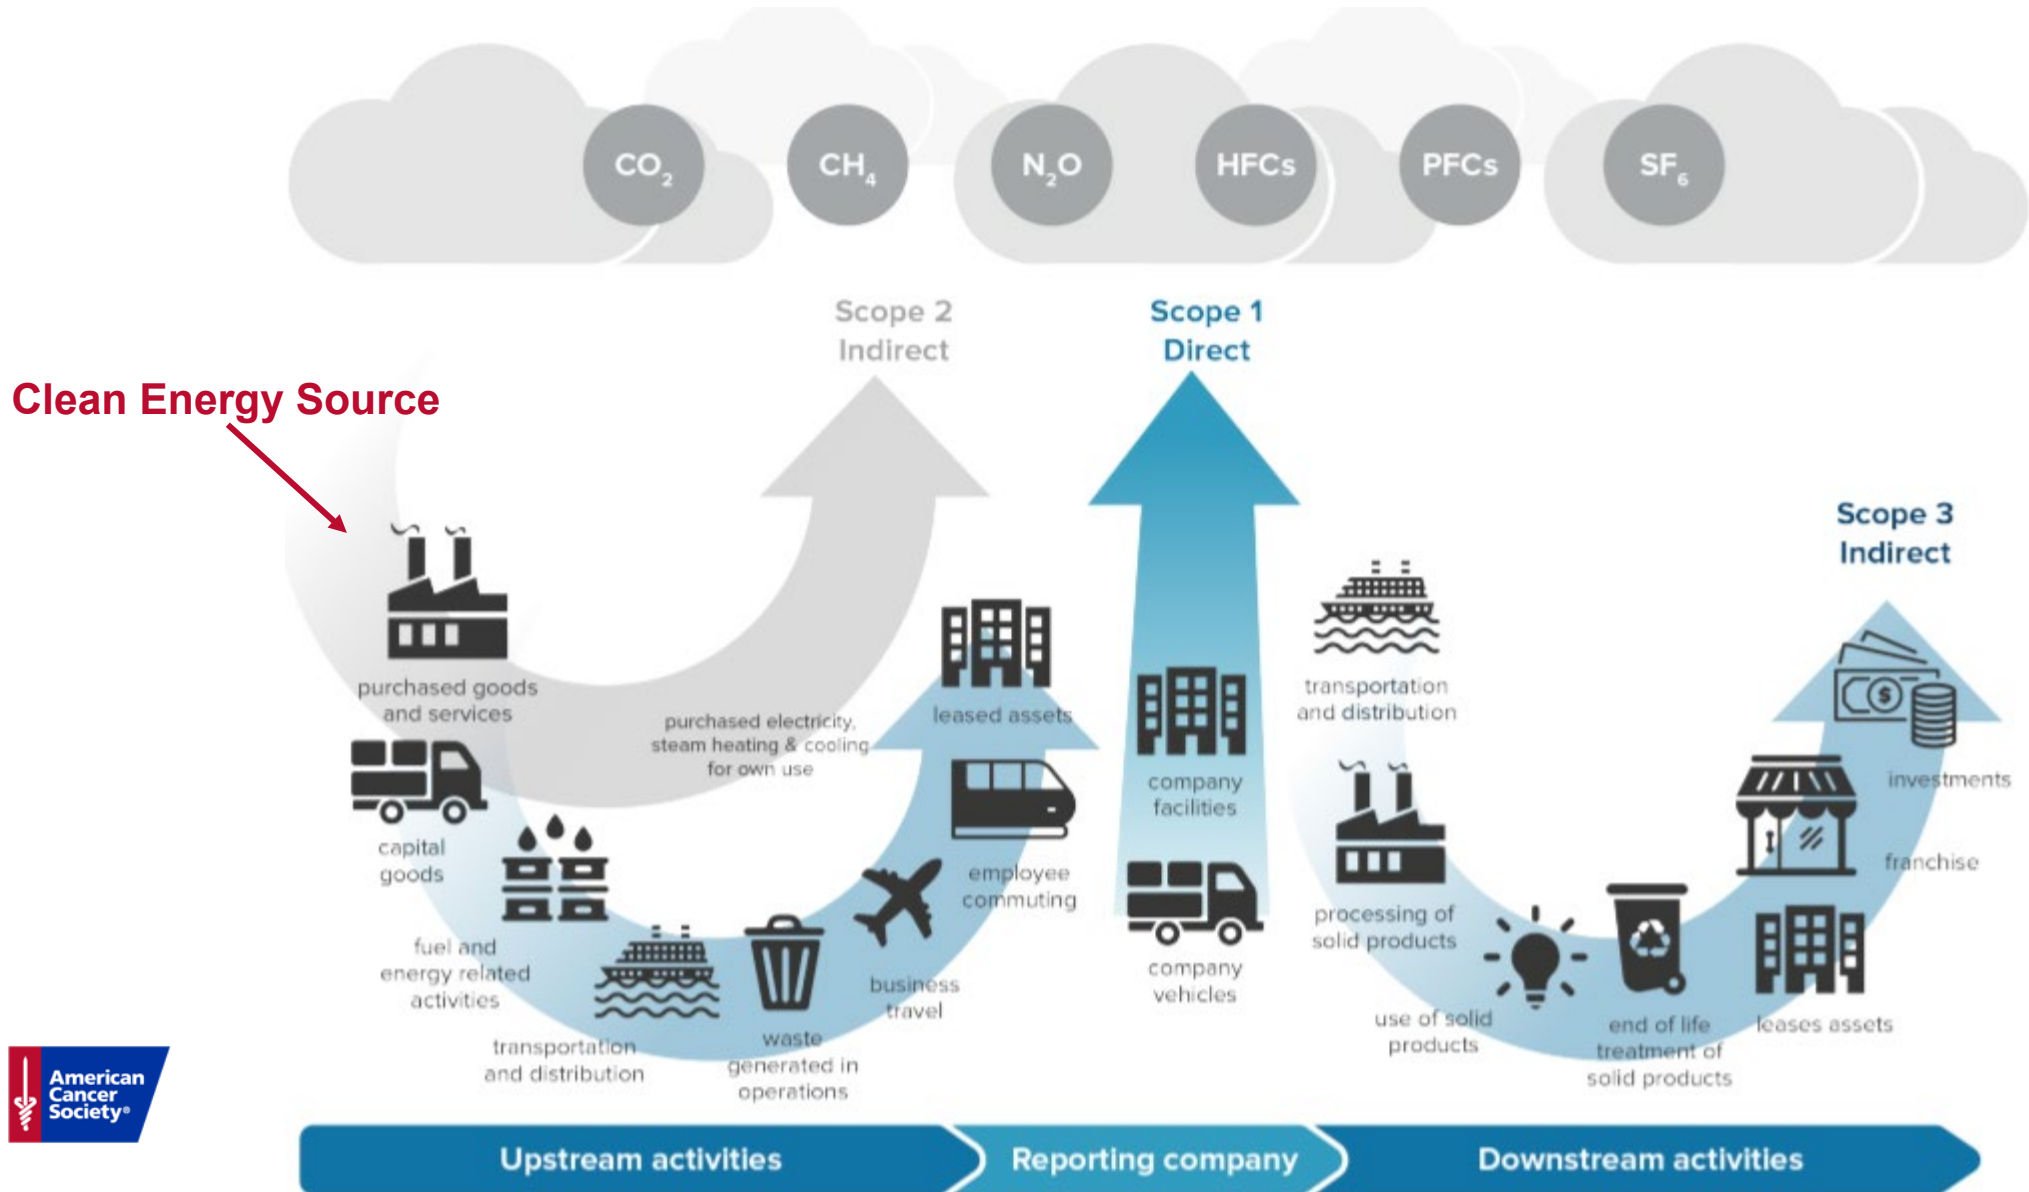 CO2
CH4
N2O
HFCs
PFCs
SF6
Scope 2
Indirect
Scope 1
Direct
Clean Energy Source
Scope 3
Indirect
purchased goods
and services
purchased electricity,
steam heating & cooling
for own use
leased assets
company
facilities
transportation
and distribution
investments
capital
goods
employee
commuting
franchise
fuel and
energy related
activities
business
travel
company
vehicles
processing of
solid products
transportation
and distribution
waste
generated in
operations
use of solid
products
end of life
treatment of
solid products
leases assets
American
Cancer
Society®
Upstream activities
Reporting company
Downstream activities